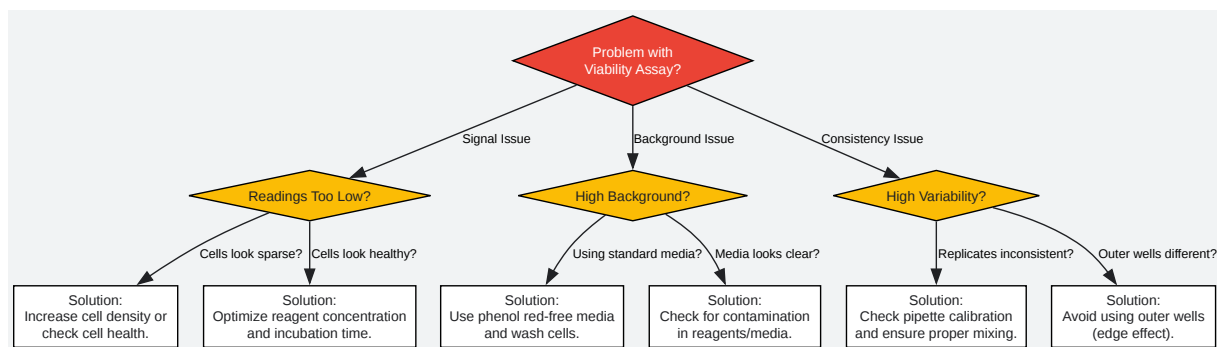 Problem with
Viability Assay?
Signal Issue
Background Issue
Consistency Issue
Readings Too Low?
High Background?
High Variability?
Cells look sparse?
Cells look healthy?
Using standard media?
Media looks clear?
Replicates inconsistent?
Outer wells different?
Solution:
Increase cell density or
check cell health.
Solution:
Optimize reagent concentration
and incubation time.
Solution:
Use phenol red-free media
and wash cells.
Solution:
Check for contamination
in reagents/media.
Solution:
Check pipette calibration
and ensure proper mixing.
Solution:
Avoid using outer wells
(edge effect).